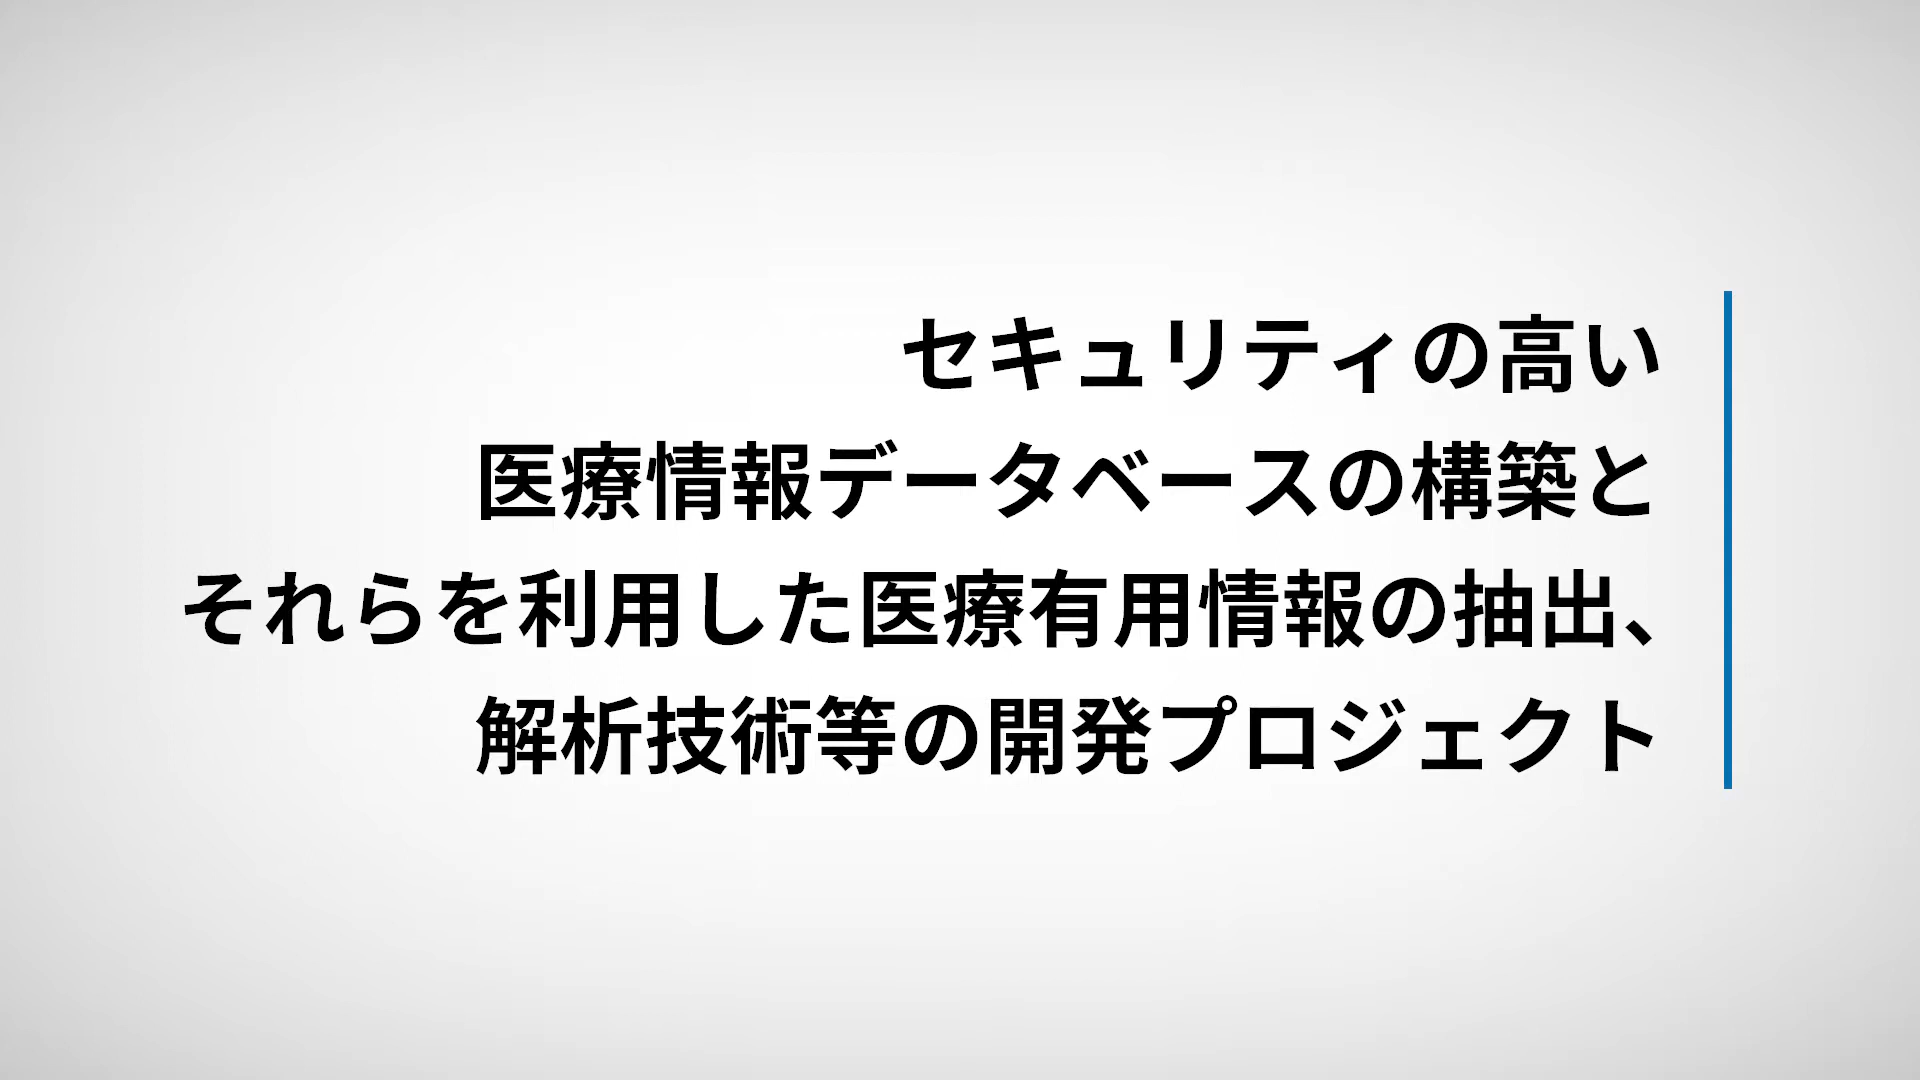 セキュリティの高い
医療情報データベースの構築と
それらを利用した医療有用情報の抽出、
解析技術等の開発プロジェクト